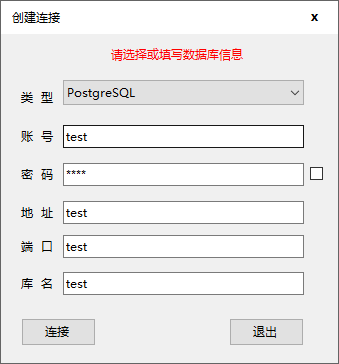 创建连接 x
请选择或填写数据库信息
类 型 PostgreSQL
账 号 test
密 码 ****
地 址 test
端 口 test
库 名 test
连接 退出